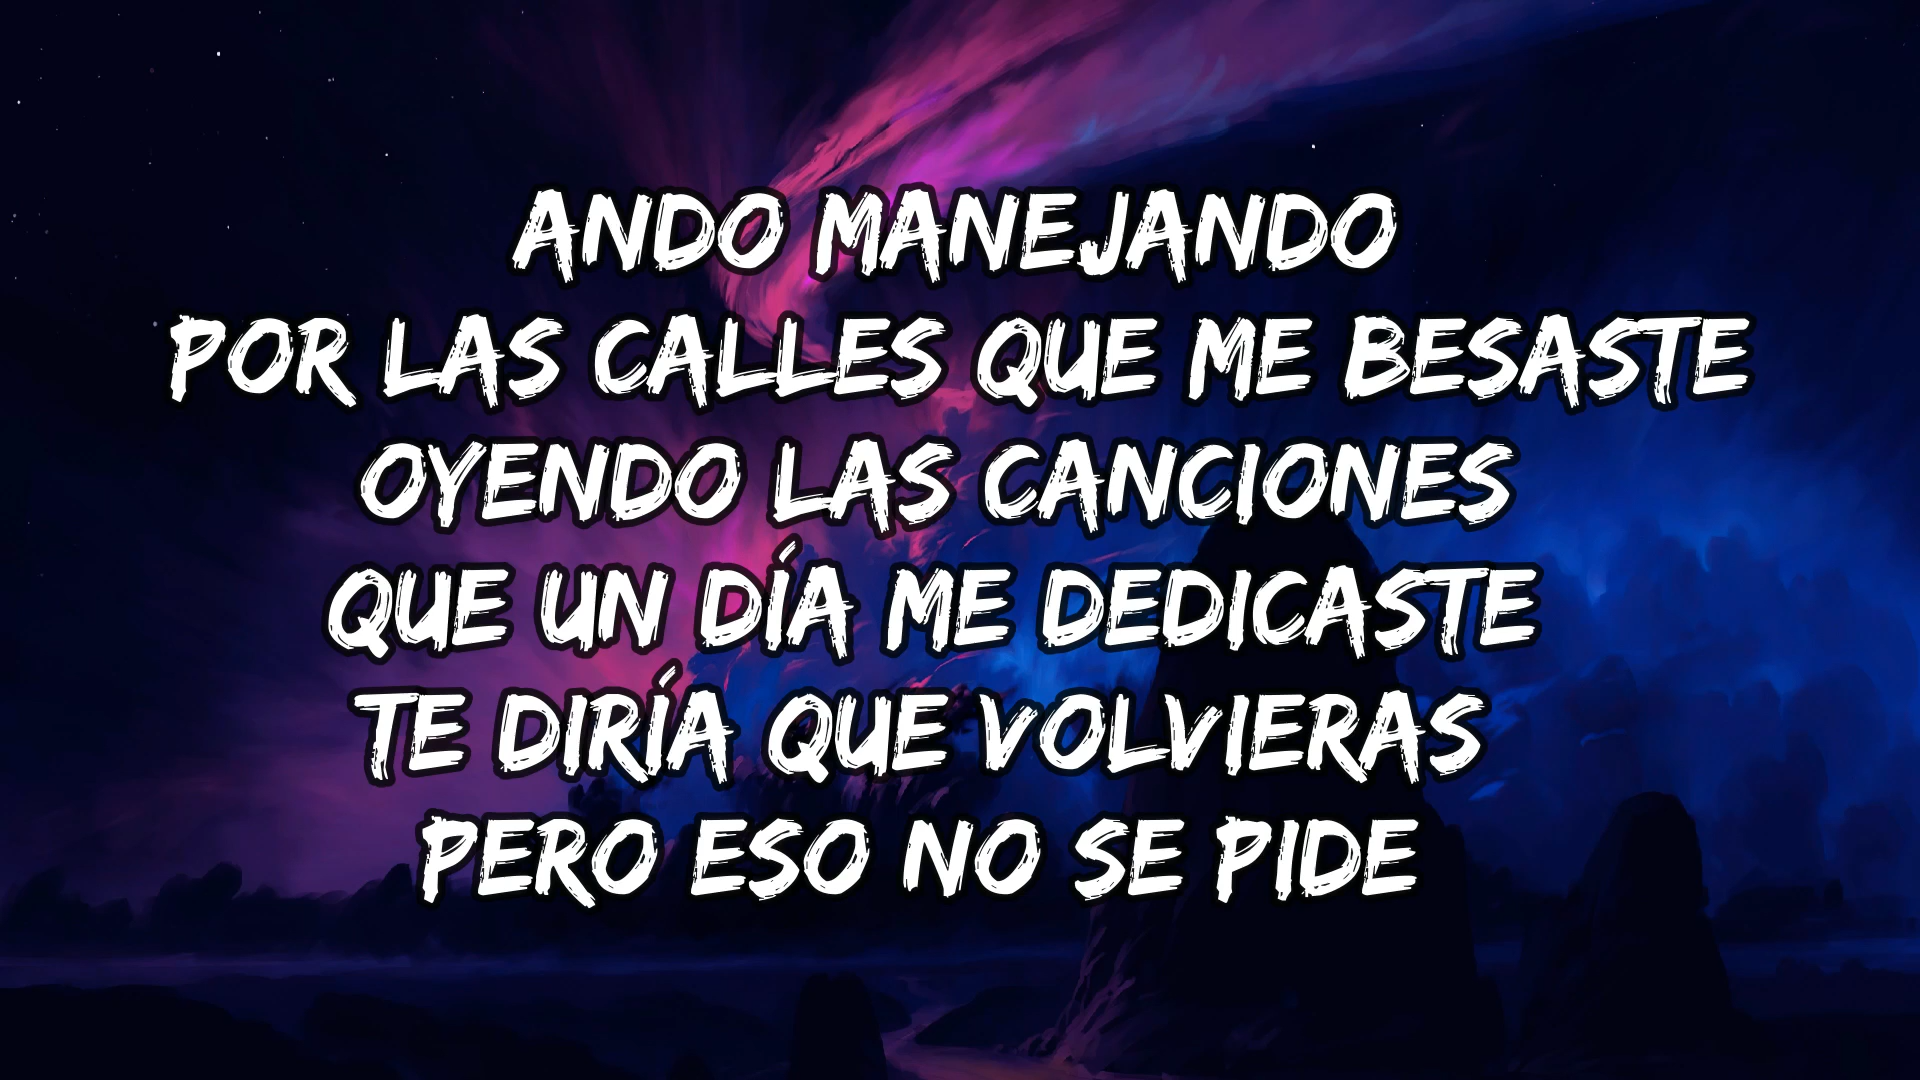 ANDO MANEJANDO
POR LAS CALLES QUE ME BESASTE
OYENDO LAS CANCIONES
QUE UN DÍA ME DEDICASTE
TE DIRÍA QUE VOLVIERAS
PERO ESO NO SE PIDE